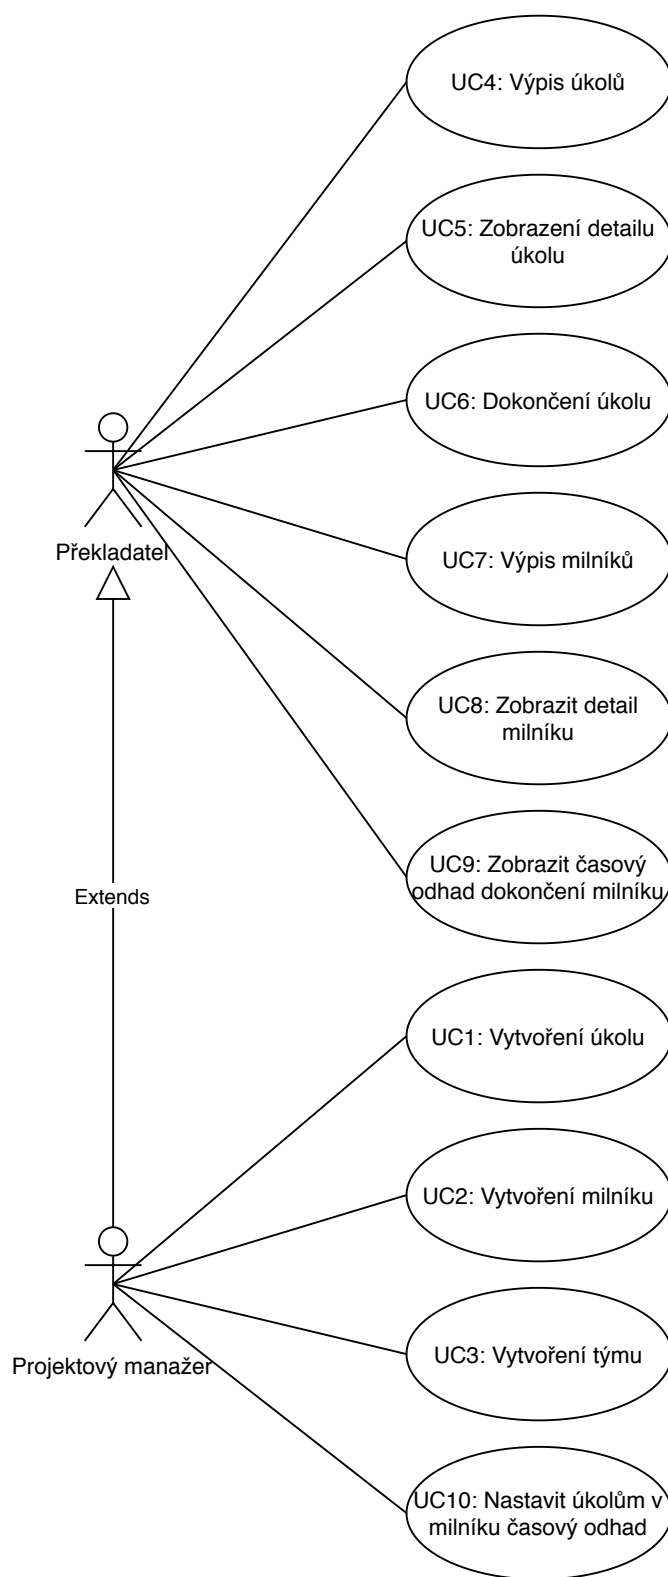 UC4: Výpis úkolů
UC5: Zobrazení detailu
úkolu
UC6: Dokončení úkolu
Překladatel
UC7: Výpis milníků
UC8: Zobrazit detail
milníku
UC9: Zobrazit časový
odhad dokončení milníku
Extends
UC1: Vytvoření úkolu
UC2: Vytvoření milníku
Projektový manažer
UC3: Vytvoření týmu
UC10: Nastavit úkolům v
milníku časový odhad